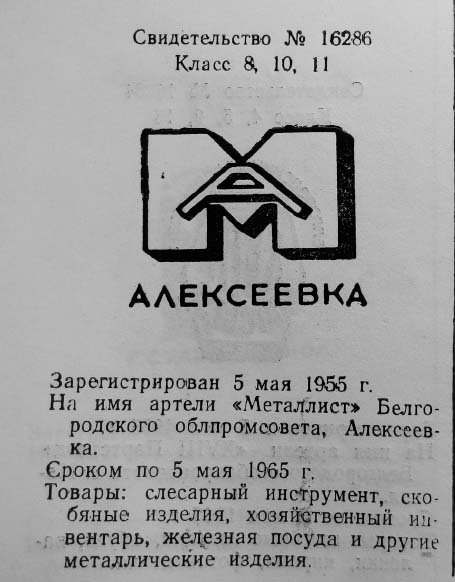 Свидетельство № 16286
Класс 8, 10, 11
АЛЕКСЕЕВКА
Зарегистрирован 5 мая 1955 г.
На имя артели «Металлист» Белго-
родского облпромсовета, Алексеев-
ка.
Сроком по 5 мая 1965 г.
Товары: слесарный инструмент, ско-
бяные изделия, хозяйственный ин-
вентарь, железная посуда и другие
металлические изделия.